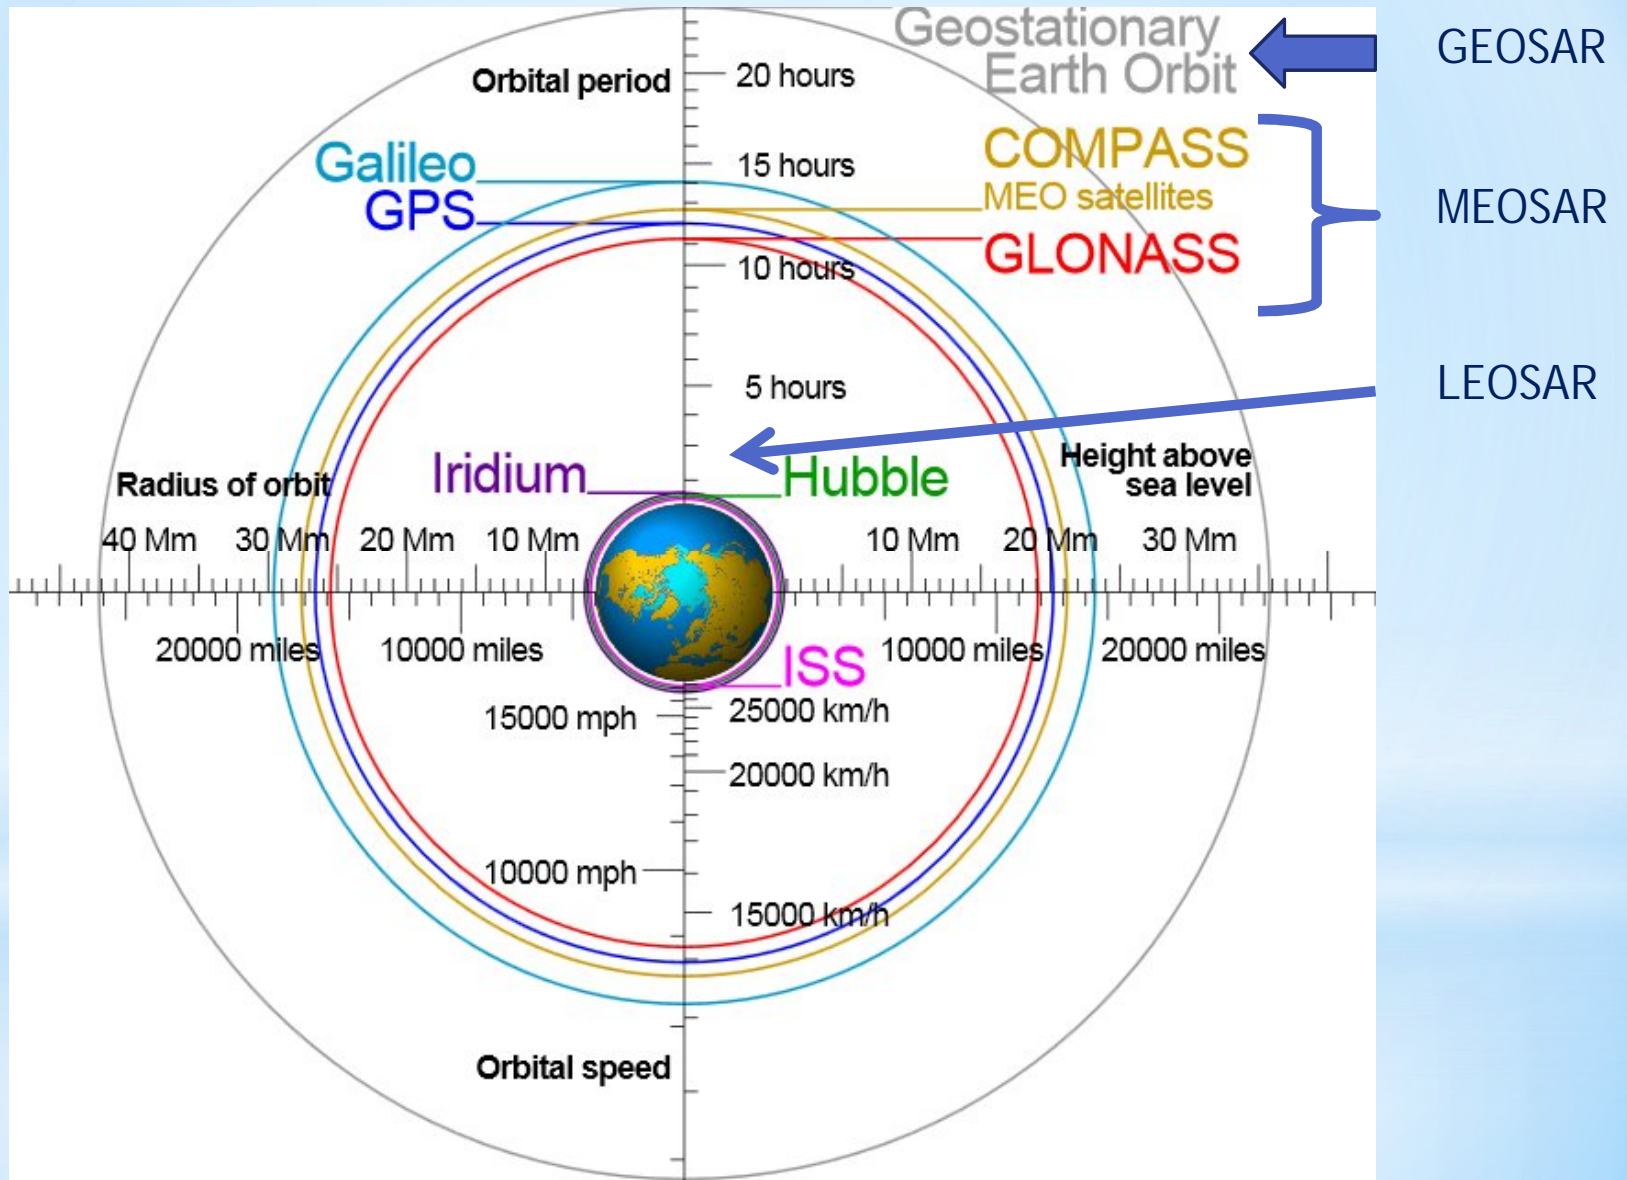 Geostationary
Earth Orbit
GEOSAR
Orbital period
20 hours
Galileo
GPS
15 hours
COMPASS
MEO satellites
GLONASS
MEOSAR
10 hours
5 hours
LEOSAR
Iridium
Hubble
Radius of orbit
Height above
sea level
40 Mm 30 Mm 20 Mm 10 Mm 10 Mm 20 Mm 30 Mm
20000 miles 10000 miles 10000 miles 20000 miles
ISS
15000 mph
25000 km/h
20000 km/h
10000 mph
15000 km/h
Orbital speed